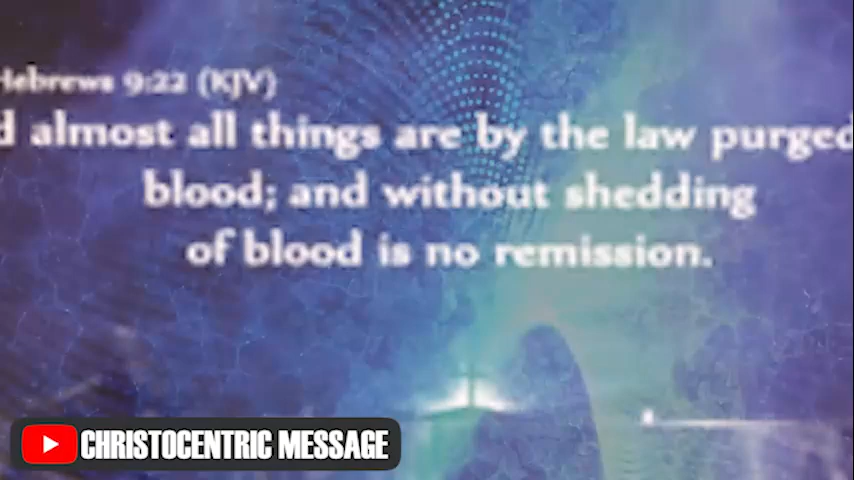 Hebrews 9:22 (KJV)
d almost all things are by the law purged
blood; and without shedding
of blood is no remission.
CHRISTOCENTRIC MESSAGE